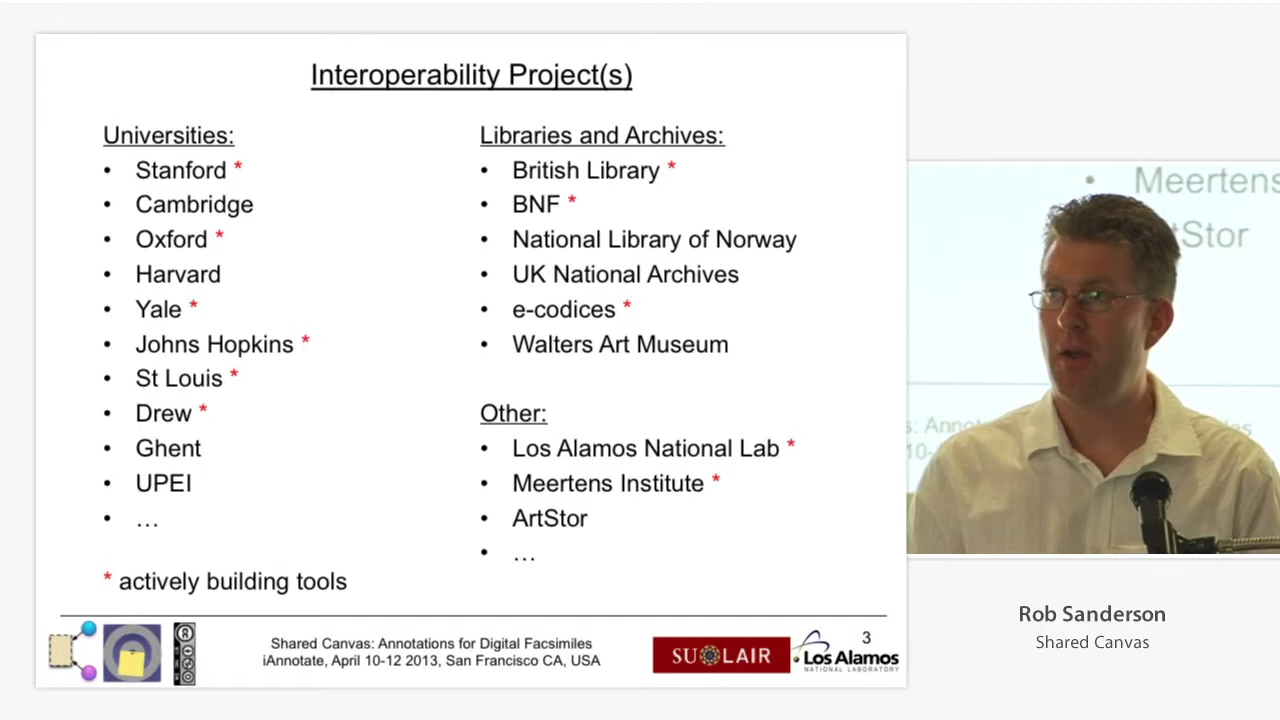 Interoperability Project(s)
Universities:
• Stanford *
• Cambridge
• Oxford *
• Harvard
• Yale *
• Johns Hopkins *
• St Louis *
• Drew *
• Ghent
• UPEI
• …
* actively building tools
Libraries and Archives:
• British Library *
• BNF *
• National Library of Norway
• UK National Archives
• e-codices *
• Walters Art Museum
Other:
• Los Alamos National Lab *
• Meertens Institute *
• ArtStor
• …
Shared Canvas: Annotations for Digital Facsimiles
iAnnotate, April 10-12 2013, San Francisco CA, USA
SULAIR
Los Alamos
NATIONAL LABORATORY
3
• Meertens
tStor
Rob Sanderson
Shared Canvas